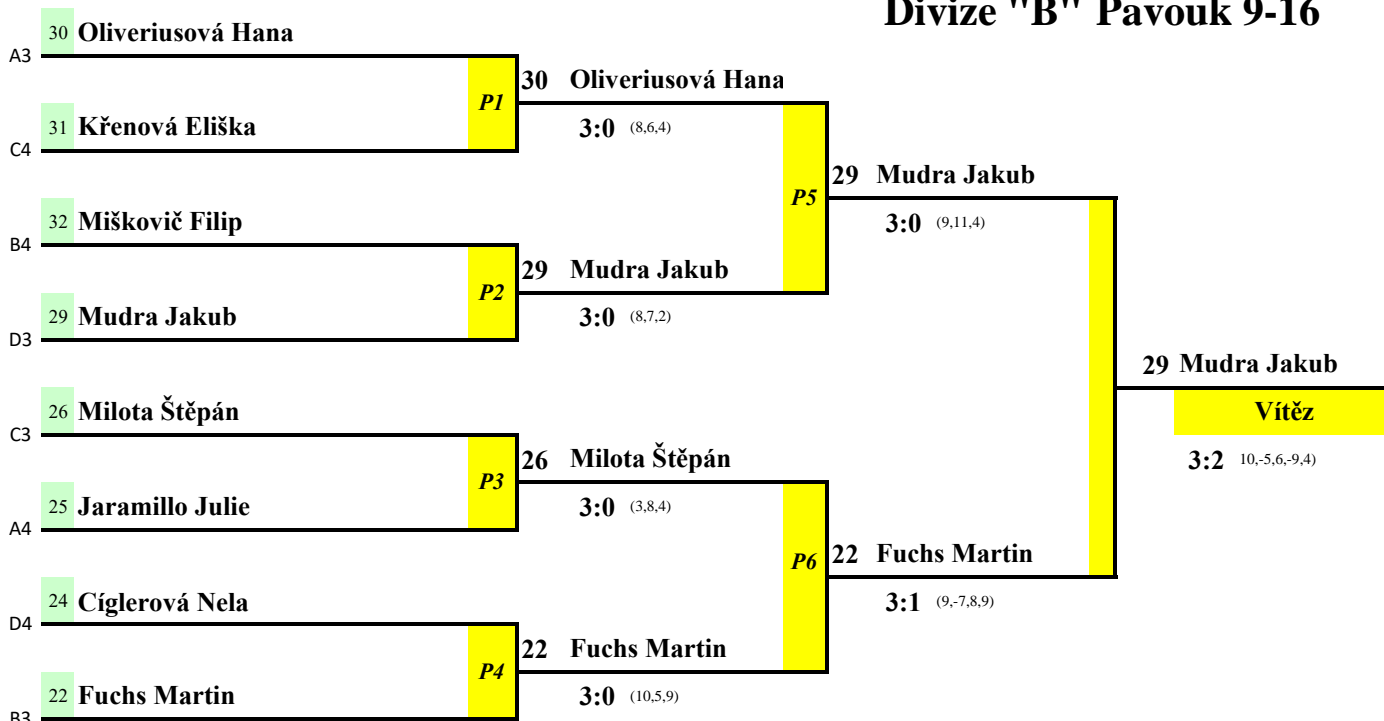 Divize "B" Pavouk 9-16
30 Oliveriusová Hana
A3
30 Oliveriusová Hana
P1
31 Křenová Eliška
3:0 (8,6,4)
C4
29 Mudra Jakub
P5
32 Miškovič Filip
3:0 (9,11,4)
B4
29 Mudra Jakub
P2
29 Mudra Jakub
3:0 (8,7,2)
D3
29 Mudra Jakub
26 Milota Štěpán
Vítěz
C3
26 Milota Štěpán
3:2 10,-5,6,-9,4)
P3
25 Jaramillo Julie
3:0 (3,8,4)
A4
22 Fuchs Martin
P6
24 Cíglerová Nela
3:1 (9,-7,8,9)
D4
22 Fuchs Martin
P4
22 Fuchs Martin
3:0 (10,5,9)
B3